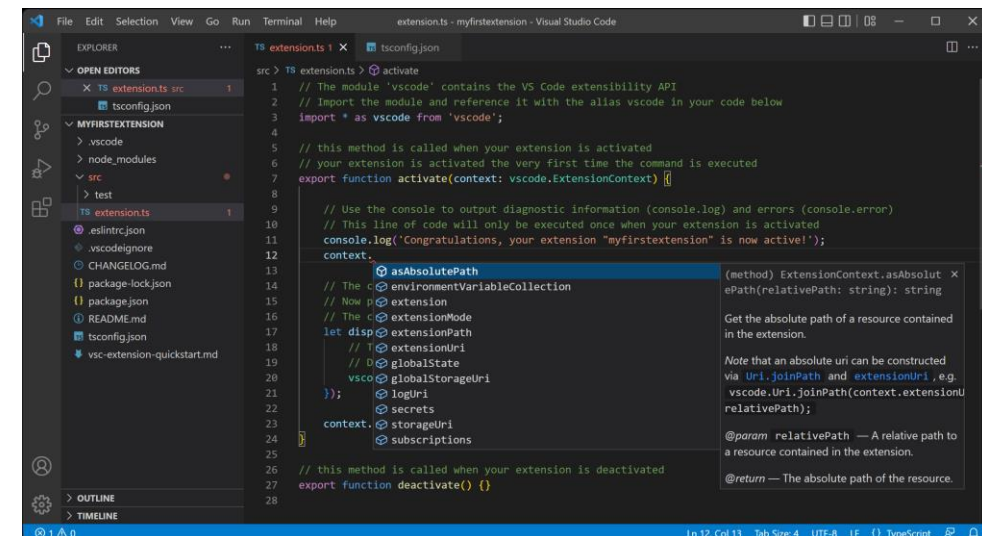 File Edit Selection View Go Run Terminal Help extension.ts - myfirstextension - Visual Studio Code
EXPLORER
OPEN EDITORS
TS extension.ts src 1
tsconfig.json
MYFIRSTEXTENSION
.vscode
node_modules
src
test
TS extension.ts 1
.eslintrc.json
.vscodeignore
CHANGELOG.md
{} package-lock.json
{} package.json
README.md
tsconfig.json
vsc-extension-quickstart.md
OUTLINE
TIMELINE
TS extension.ts 1 tsconfig.json
src > TS extension.ts > activate
1 // The module 'vscode' contains the VS Code extensibility API
2 // Import the module and reference it with the alias vscode in your code below
3 import * as vscode from 'vscode';
4
5 // this method is called when your extension is activated
6 // your extension is activated the very first time the command is executed
7 export function activate(context: vscode.ExtensionContext) {
8
9 // Use the console to output diagnostic information (console.log) and errors (console.error)
10 // This line of code will only be executed once when your extension is activated
11 console.log('Congratulations, your extension "myfirstextension" is now active!');
12 context.
13
14 // The c
15 // Now p
16 // The c
17 let disp
18 // T
19 // D
20 vsco
21 });
22
23 context.
24 }
25
26 // this method is called when your extension is deactivated
27 export function deactivate() {}
28
asAbsolutePath
environmentVariableCollection
extension
extensionMode
extensionPath
extensionUri
globalState
globalStorageUri
logUri
secrets
storageUri
subscriptions
(method) ExtensionContext.asAbsolut
ePath(relativePath: string): string
Get the absolute path of a resource contained
in the extension.
Note that an absolute uri can be constructed
via Uri.joinPath and extensionUri , e.g.
vscode.Uri.joinPath(context.extensionU
relativePath);
@param relativePath — A relative path to
a resource contained in the extension.
@return — The absolute path of the resource.
1 0 Ln 12, Col 13 Tab Size: 4 UTF-8 LF {} TypeScript